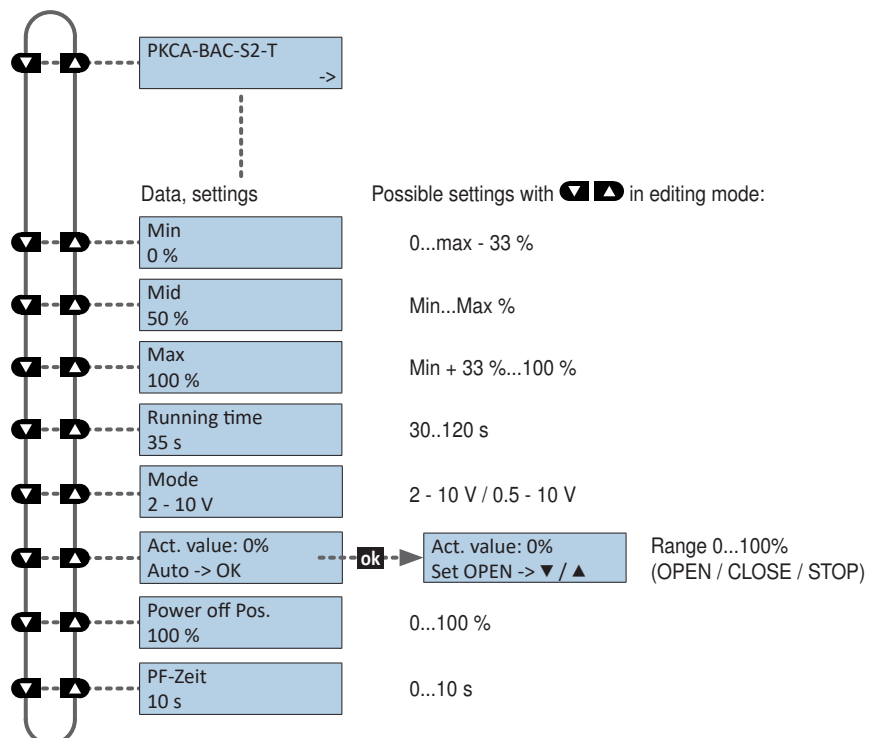 PKCA-BAC-S2-T
->
Data, settings
Possible settings with ▼ ▲ in editing mode:
Min
0 %
0...max - 33 %
Mid
50 %
Min...Max %
Max
100 %
Min + 33 %...100 %
Running time
35 s
30..120 s
Mode
2 - 10 V
2 - 10 V / 0.5 - 10 V
Act. value: 0%
Auto -> OK
ok
Act. value: 0%
Set OPEN -> ▼ / ▲
Range 0...100%
(OPEN / CLOSE / STOP)
Power off Pos.
100 %
0...100 %
PF-Zeit
10 s
0...10 s